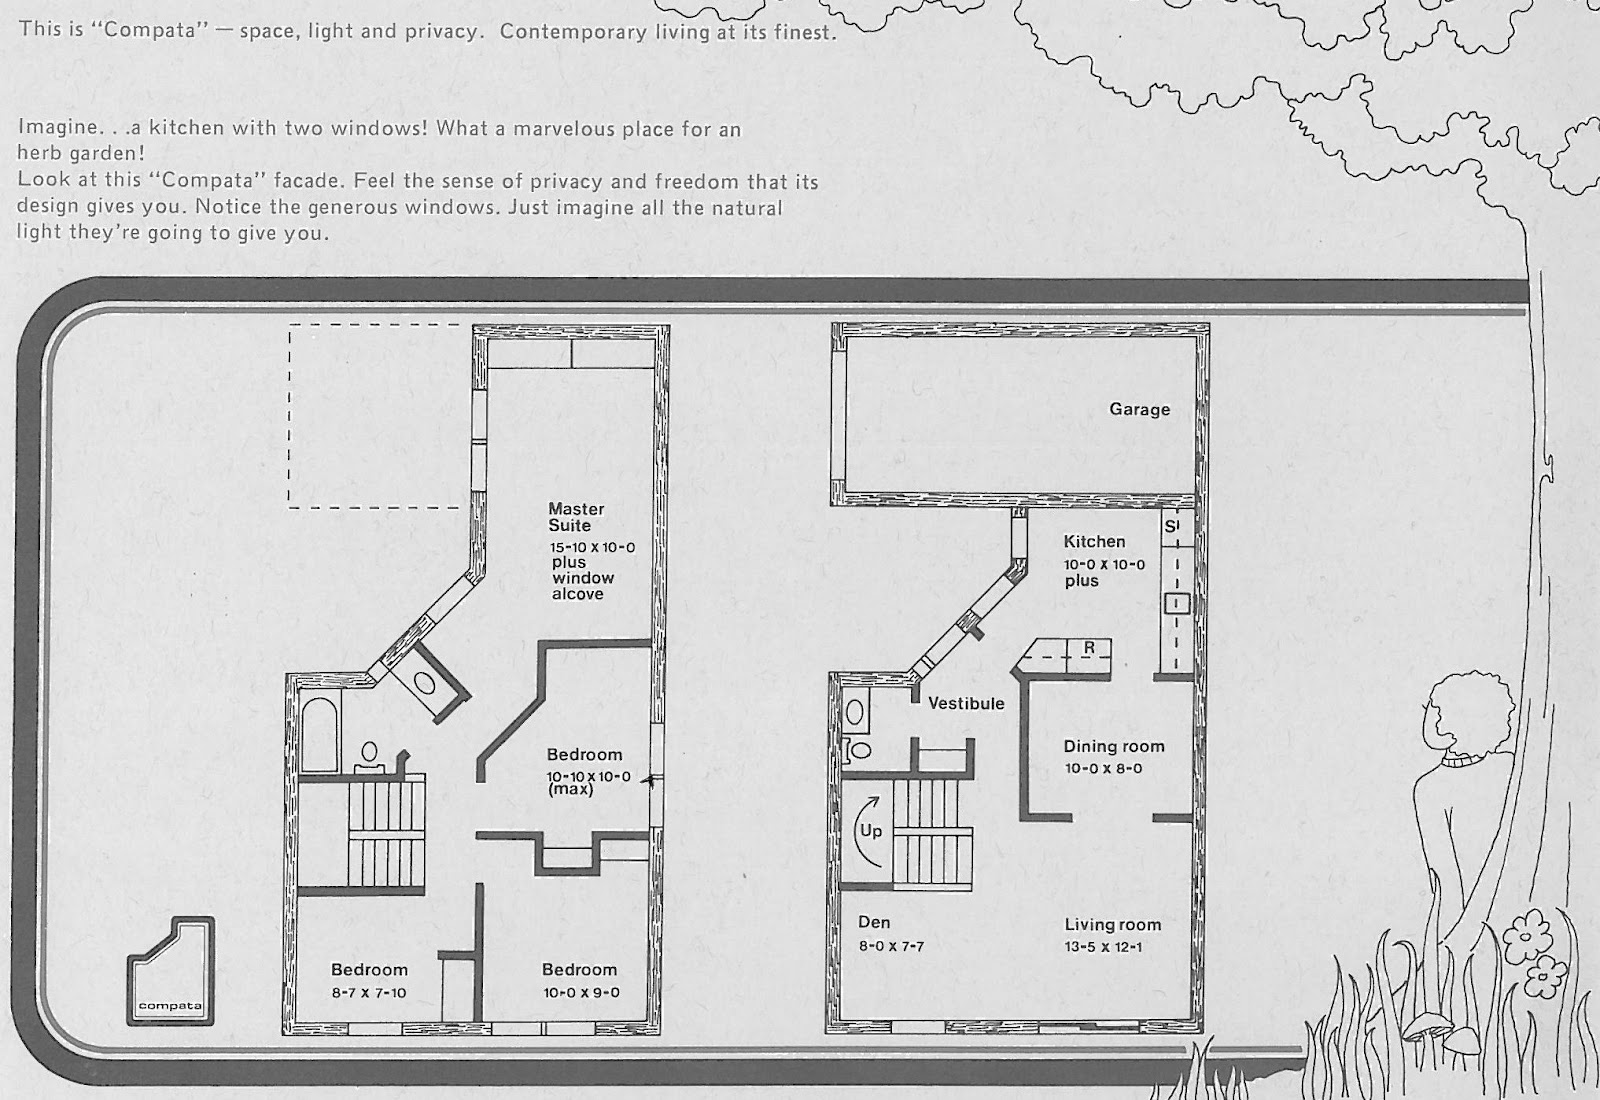 This is “Compata” — space, light and privacy. Contemporary living at its finest.
Imagine. . .a kitchen with two windows! What a marvelous place for an
herb garden!
Look at this “Compata” facade. Feel the sense of privacy and freedom that its
design gives you. Notice the generous windows. Just imagine all the natural
light they’re going to give you.
Master
Suite
15-10 X 10-0
plus
window
alcove
Bedroom
10-10 X 10-0
(max)
Bedroom
8-7 X 7-10
Bedroom
10-0 X 9-0
compata
Garage
Kitchen
10-0 X 10-0
plus
S
R
Vestibule
Dining room
10-0 X 8-0
Up
Den
8-0 X 7-7
Living room
13-5 X 12-1